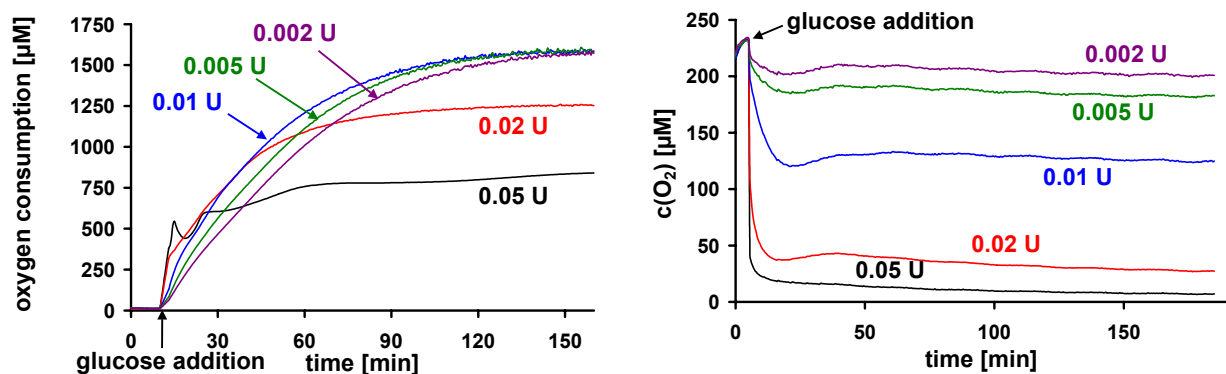 oxygen consumption [µM]
1750
1500
1250
1000
750
500
250
0
0.002 U
0.005 U
0.01 U
0.02 U
0.05 U
0
30
60
90
120
150
glucose addition
time [min]
c(O2) [µM]
250
200
150
100
50
0
glucose addition
0.002 U
0.005 U
0.01 U
0.02 U
0.05 U
0
50
100
150
time [min]